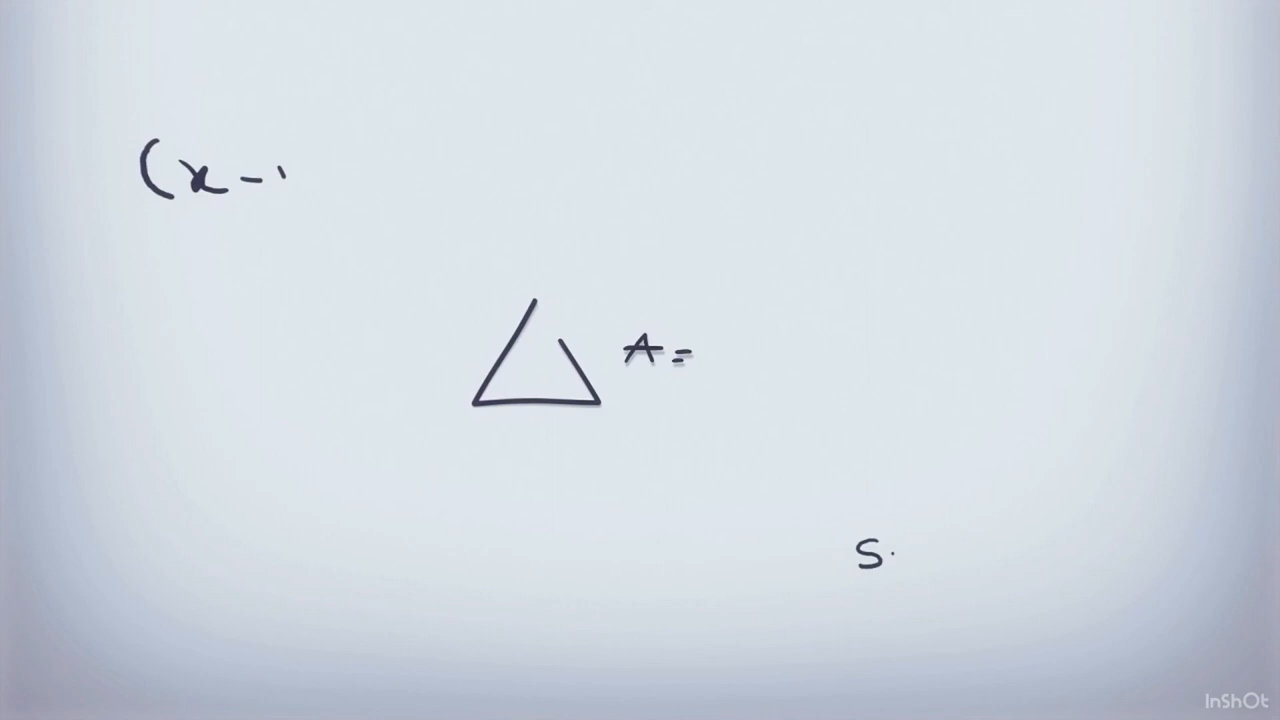 (x-
A =
S
InShOt